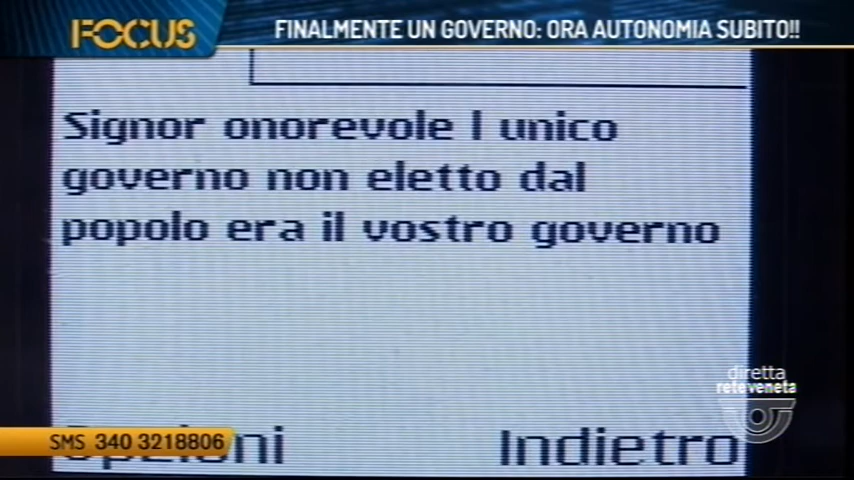 FOCUS
FINALMENTE UN GOVERNO: ORA AUTONOMIA SUBITO!!
Signor onorevole l unico
governo non eletto dal
popolo era il vostro governo
diretta
reteveneta
SMS 340 3218806
Opzioni
Indietro